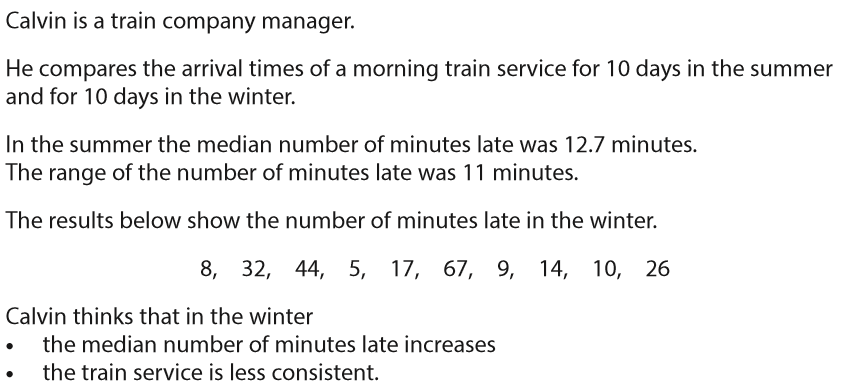 Calvin is a train company manager.
He compares the arrival times of a morning train service for 10 days in the summer
and for 10 days in the winter.
In the summer the median number of minutes late was 12.7 minutes.
The range of the number of minutes late was 11 minutes.
The results below show the number of minutes late in the winter.
8, 32, 44, 5, 17, 67, 9, 14, 10, 26
Calvin thinks that in the winter
• the median number of minutes late increases
• the train service is less consistent.